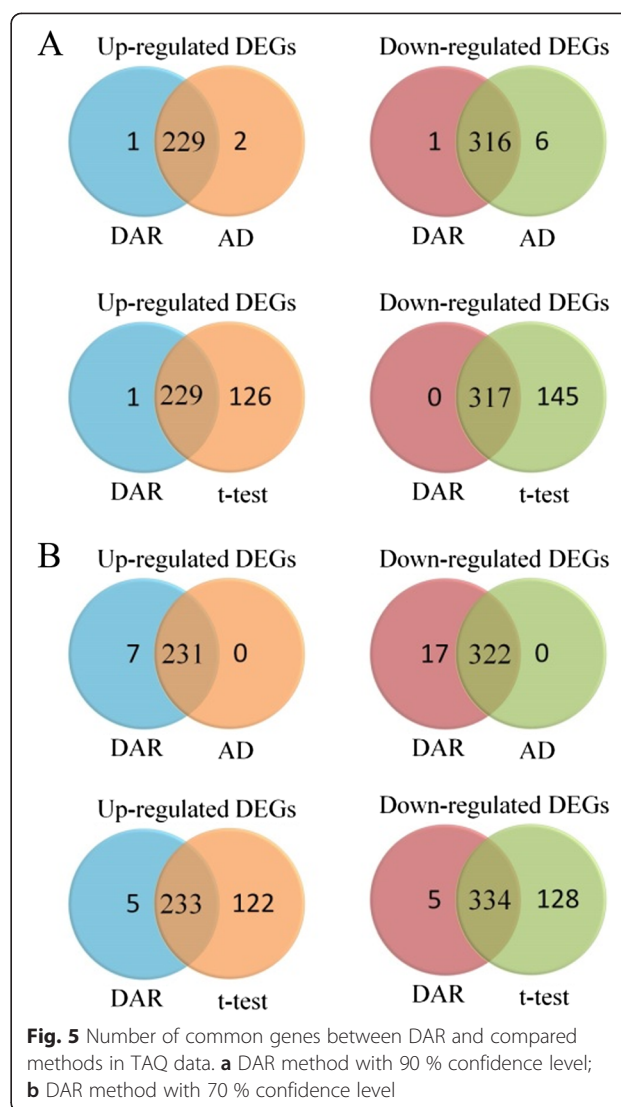 A
Up-regulated DEGs Down-regulated DEGs
1 229 2 1 316 6
DAR AD DAR AD
Up-regulated DEGs Down-regulated DEGs
1 229 126 0 317 145
DAR t-test DAR t-test
B
Up-regulated DEGs Down-regulated DEGs
7 231 0 17 322 0
DAR AD DAR AD
Up-regulated DEGs Down-regulated DEGs
5 233 122 5 334 128
DAR t-test DAR t-test
Fig. 5 Number of common genes between DAR and compared
methods in TAQ data. a DAR method with 90 % confidence level;
b DAR method with 70 % confidence level